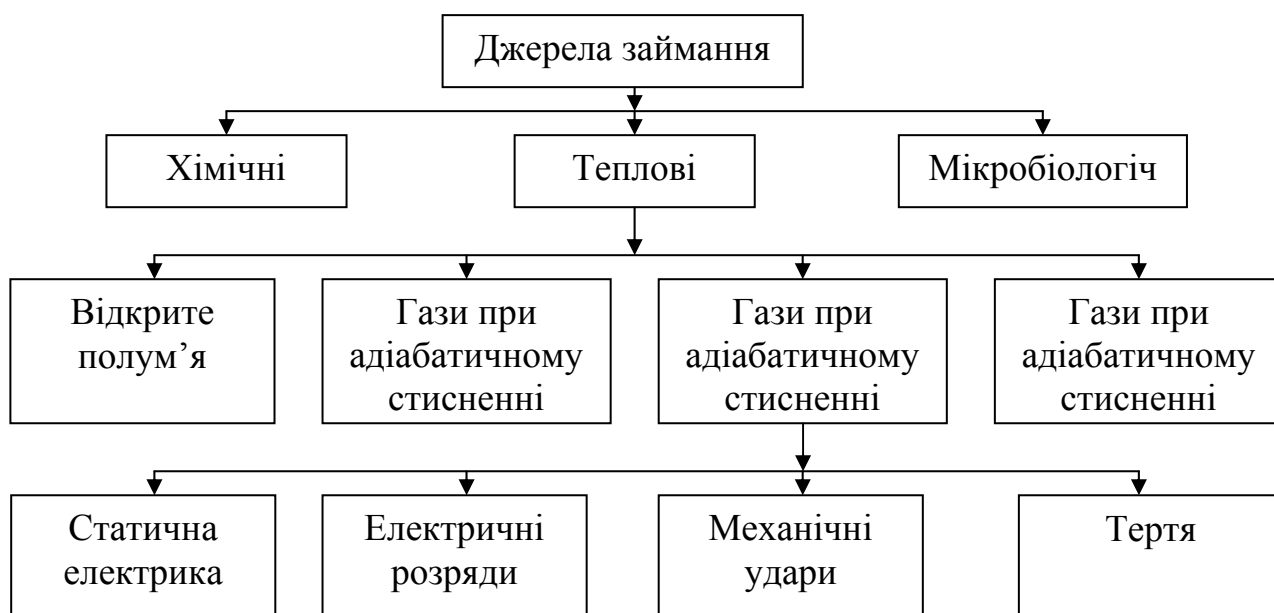 Джерела займання
Хімічні
Теплові
Мікробіологіч
Відкрите
полум’я
Гази при
адіабатичному
стисненні
Гази при
адіабатичному
стисненні
Гази при
адіабатичному
стисненні
Статична
електрика
Електричні
розряди
Механічні
удари
Тертя